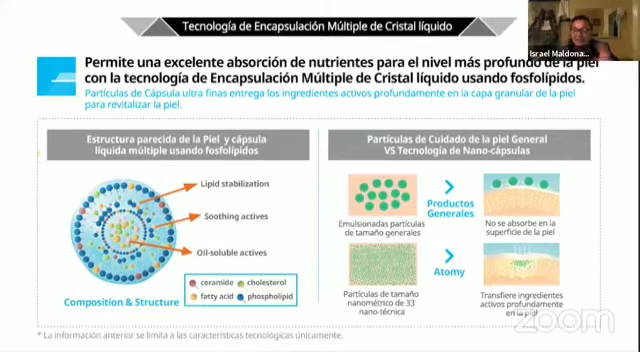 Tecnología de Encapsulación Múltiple de Cristal líquido
Israel Maldona...
Permite una excelente absorción de nutrientes para el nivel más profundo de la piel
con la tecnología de Encapsulación Múltiple de Cristal líquido usando fosfolípidos.
Partículas de Cápsula ultra finas entrega los ingredientes activos profundamente en la capa granular de la piel
para revitalizar la piel.
Estructura parecida de la Piel y cápsula
líquida múltiple usando fosfolípidos
Lipid stabilization
Soothing actives
Oil-soluble actives
ceramide
cholesterol
fatty acid
phospholipid
Composition & Structure
Partículas de Cuidado de la piel General
VS Tecnología de Nano-cápsulas
Productos
Generales
Emulsionadas partículas
de tamaño generales
No se absorbe en la
superficie de la piel
Atomy
Partículas de tamaño
nanométrico de 33
nano-técnica
Transfiere ingredientes
activos profundamente
en la piel
zoom
* La información anterior se limita a las características tecnológicas únicamente.